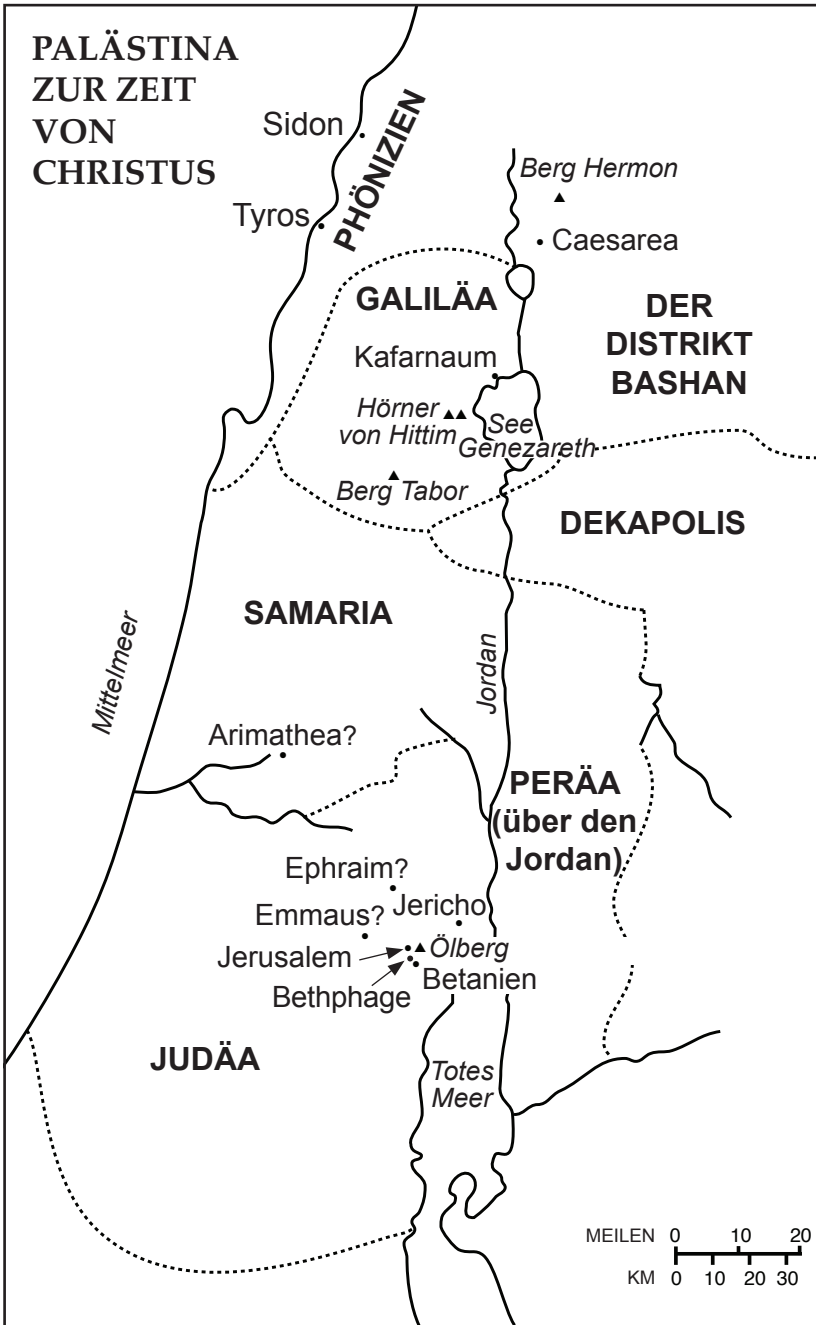 PALÄSTINA
ZUR ZEIT
VON
CHRISTUS
Sidon
PHÖNIZIEN
Tyros
Berg Hermon
Caesarea
GALILÄA
DER
DISTRIKT
BASHAN
Kafarnaum
Hörner
von Hittim
See
Genezareth
Berg Tabor
DEKAPOLIS
SAMARIA
Mittelmeer
Jordan
Arimathea?
PERÄA
(über den
Jordan)
Ephraim?
Jericho
Emmaus?
Ölberg
Jerusalem
Betanien
Bethphage
JUDÄA
Totes
Meer
MEILEN 0 10 20
KM 0 10 20 30